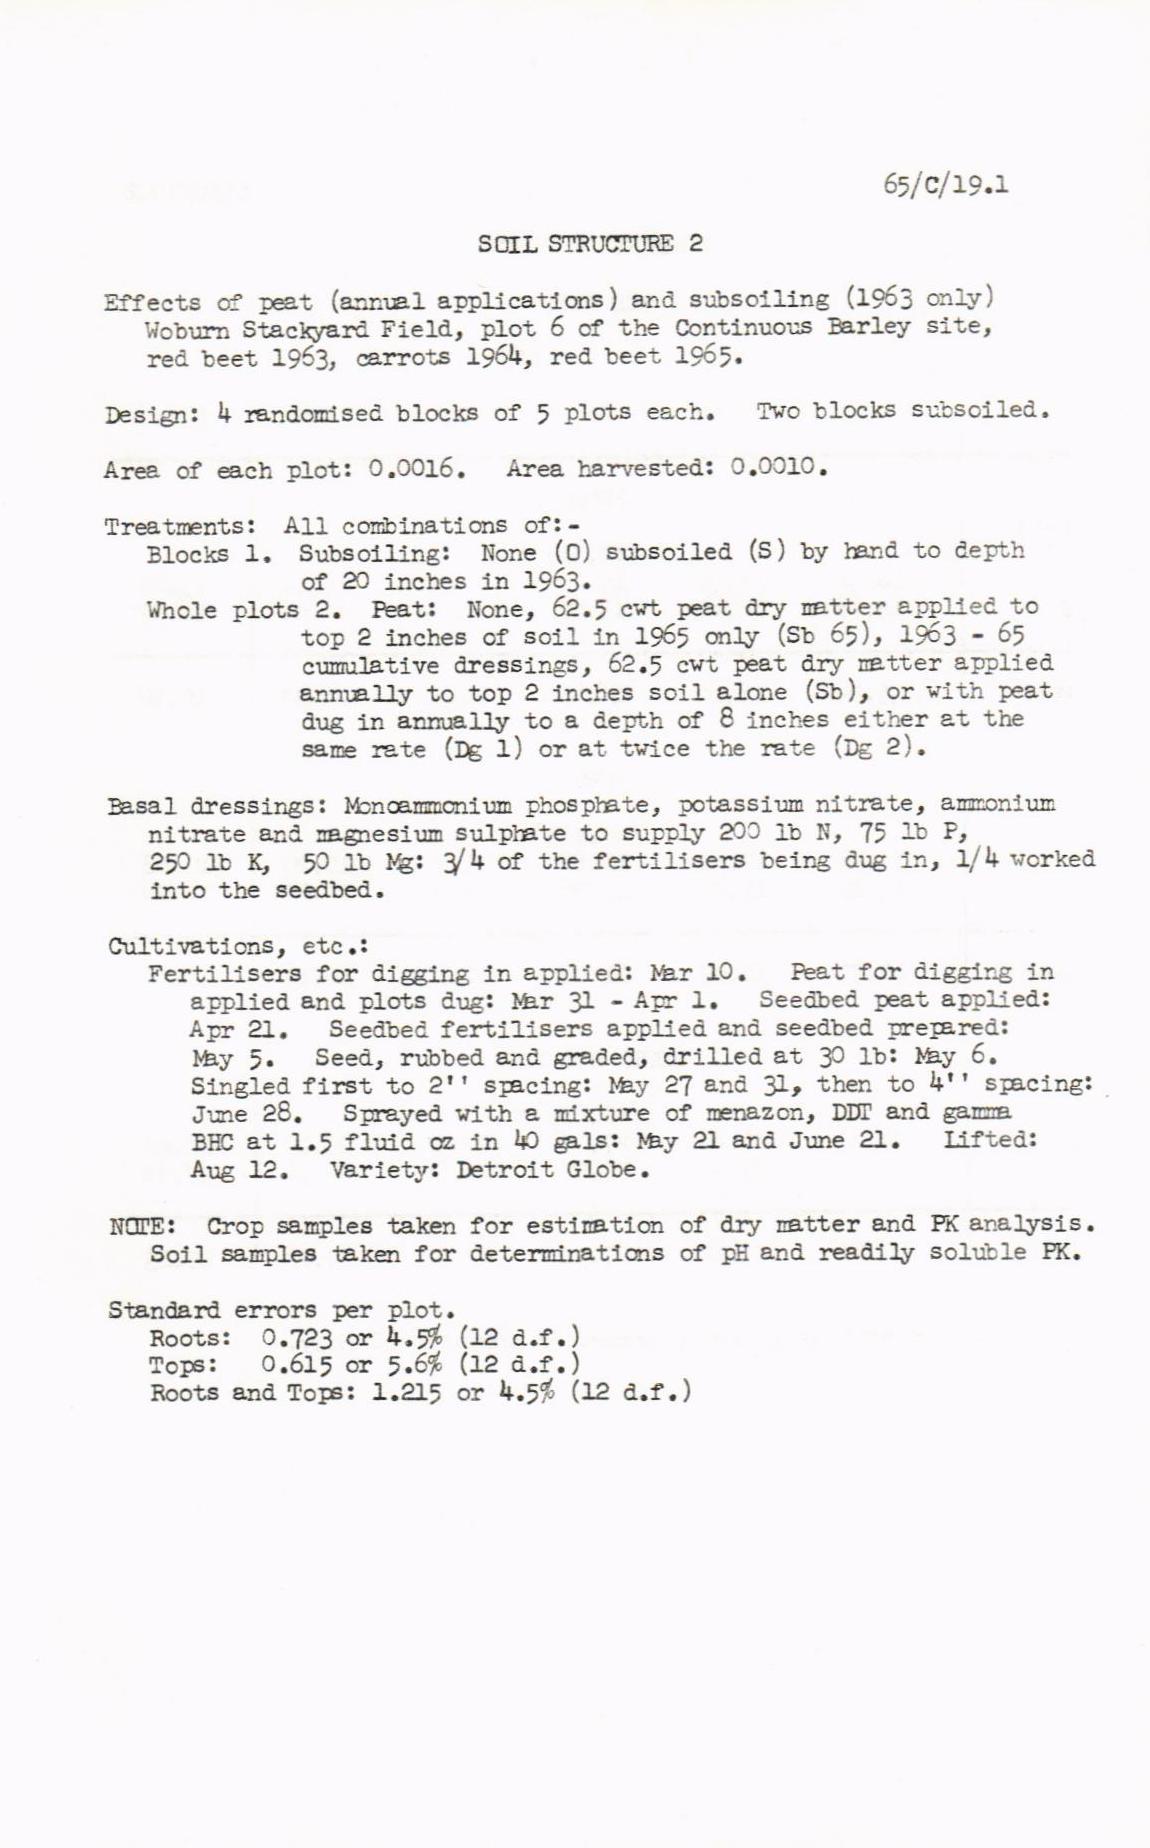 65/C/19.1
SOIL STRUCTURE 2
Effects of peat (annual applications) and subsoiling (1963 only)
Woburn Stackyard Field, plot 6 of the Continuous Barley site,
red beet 1963, carrots 1964, red beet 1965.
Design: 4 randomised blocks of 5 plots each. Two blocks subsoiled.
Area of each plot: 0.0016. Area harvested: 0.0010.
Treatments: All combinations of:-
Blocks 1. Subsoiling: None (O) subsoiled (S) by hand to depth
of 20 inches in 1963.
Whole plots 2. Peat: None, 62.5 cwt peat dry matter applied to
top 2 inches of soil in 1965 only (Sb 65), 1963 - 65
cumulative dressings, 62.5 cwt peat dry matter applied
annually to top 2 inches soil alone (Sb), or with peat
dug in annually to a depth of 8 inches either at the
same rate (Dg 1) or at twice the rate (Dg 2).
Basal dressings: Monoammonium phosphate, potassium nitrate, ammonium
nitrate and magnesium sulphate to supply 200 lb N, 75 lb P,
250 lb K, 50 lb Mg: 3/4 of the fertilisers being dug in, 1/4 worked
into the seedbed.
Cultivations, etc.:
Fertilisers for digging in applied: Mar 10. Peat for digging in
applied and plots dug: Mar 31 - Apr 1. Seedbed peat applied:
Apr 21. Seedbed fertilisers applied and seedbed prepared:
May 5. Seed, rubbed and graded, drilled at 30 lb: May 6.
Singled first to 2'' spacing: May 27 and 31, then to 4'' spacing:
June 28. Sprayed with a mixture of menazon, DDT and gamma
BHC at 1.5 fluid oz in 40 gals: May 21 and June 21. Lifted:
Aug 12. Variety: Detroit Globe.
NOTE: Crop samples taken for estimation of dry matter and PK analysis.
Soil samples taken for determinations of pH and readily soluble PK.
Standard errors per plot.
Roots: 0.723 or 4.5% (12 d.f.)
Tops: 0.615 or 5.6% (12 d.f.)
Roots and Tops: 1.215 or 4.5% (12 d.f.)